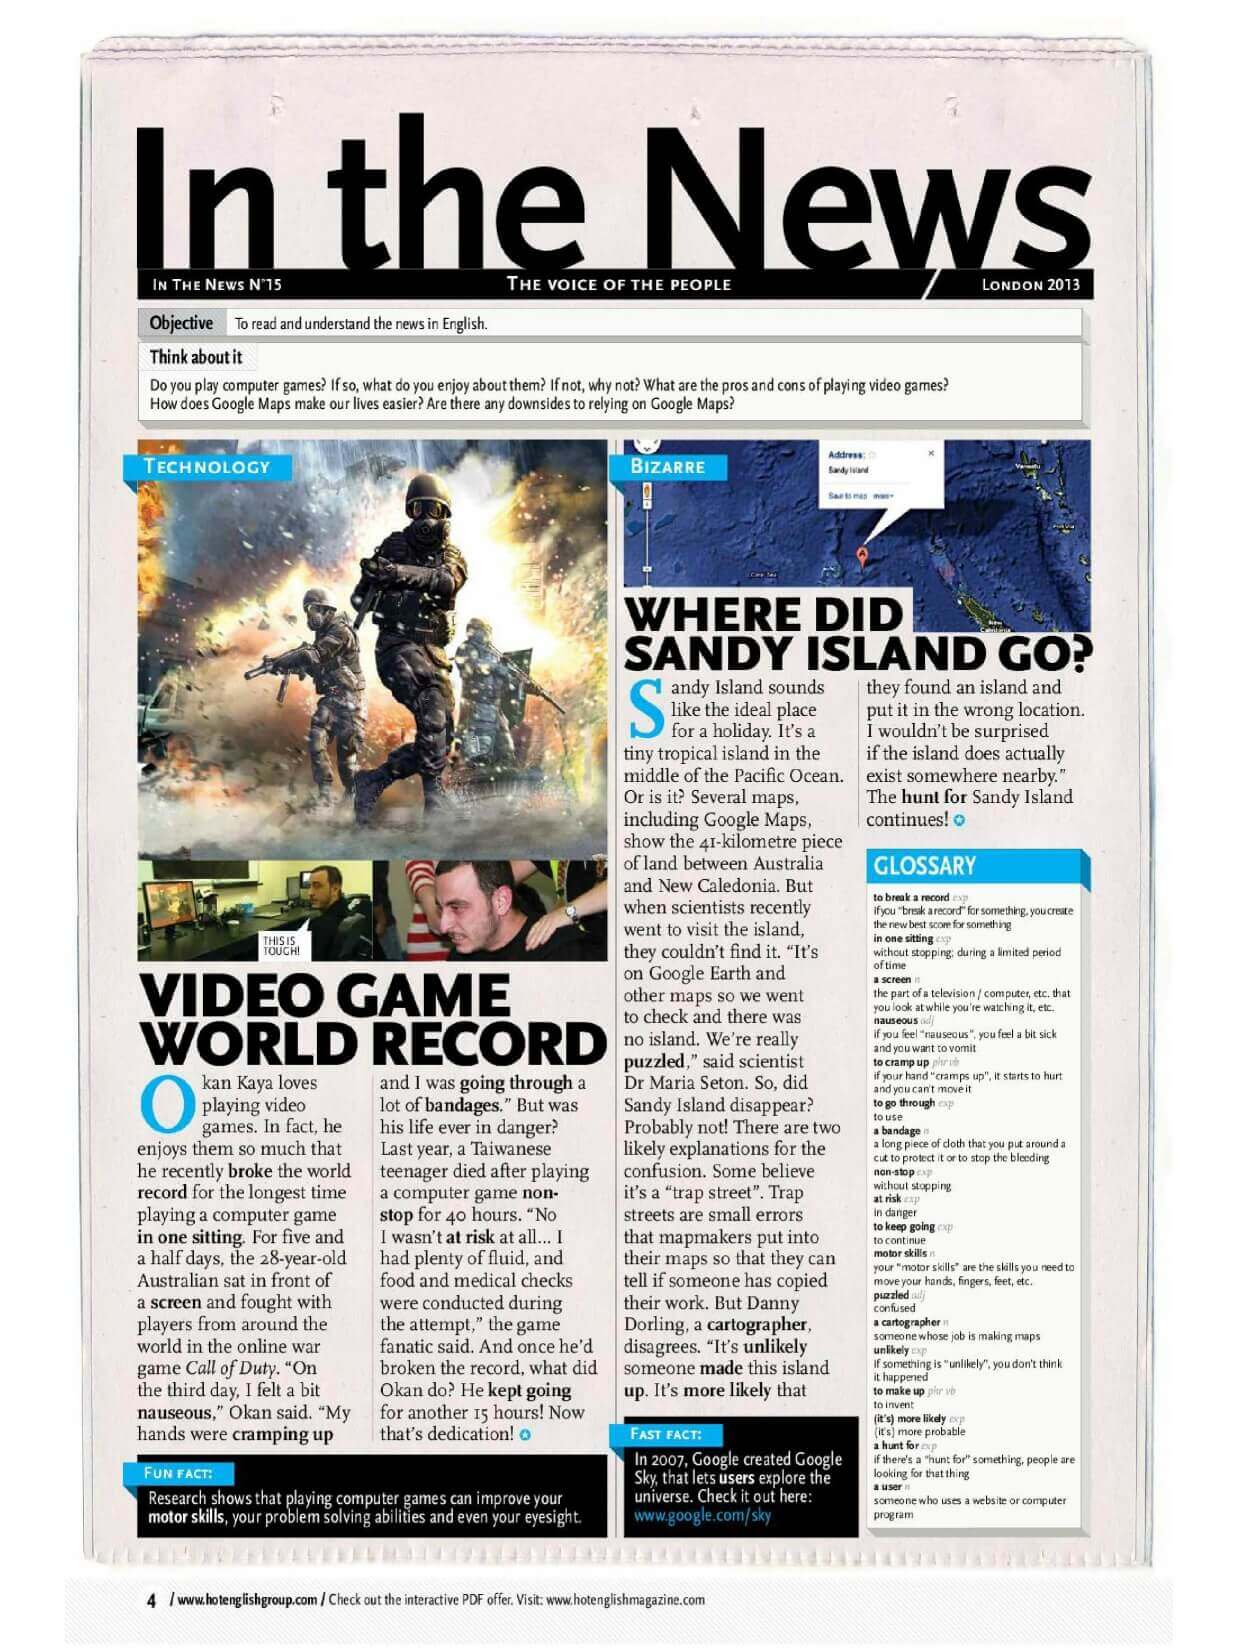 In the News
IN THE NEWS N°15
THE VOICE OF THE PEOPLE
LONDON 2013
Objective
To read and understand the news in English.
Think about it
Do you play computer games? If so, what do you enjoy about them? If not, why not? What are the pros and cons of playing video games?
How does Google Maps make our lives easier? Are there any downsides to relying on Google Maps?
TECHNOLOGY
THIS IS
TOUGH!
VIDEO GAME
WORLD RECORD
Okan Kaya loves
playing video
games. In fact, he
enjoys them so much that
he recently broke the world
record for the longest time
playing a computer game
in one sitting. For five and
a half days, the 28-year-old
Australian sat in front of
a screen and fought with
players from around the
world in the online war
game Call of Duty. “On
the third day, I felt a bit
nauseous,” Okan said. “My
hands were cramping up
and I was going through a
lot of bandages.” But was
his life ever in danger?
Last year, a Taiwanese
teenager died after playing
a computer game non-
stop for 40 hours. “No
I wasn’t at risk at all... I
had plenty of fluid, and
food and medical checks
were conducted during
the attempt,” the game
fanatic said. And once he’d
broken the record, what did
Okan do? He kept going
for another 15 hours! Now
that’s dedication!
FUN FACT:
Research shows that playing computer games can improve your
motor skills, your problem solving abilities and even your eyesight.
BIZARRE
Address:
Sandy Island
Save to map more
Vanuatu
Coral Sea
New
Caledonia
WHERE DID
SANDY ISLAND GO?
Sandy Island sounds
like the ideal place
for a holiday. It’s a
tiny tropical island in the
middle of the Pacific Ocean.
Or is it? Several maps,
including Google Maps,
show the 41-kilometre piece
of land between Australia
and New Caledonia. But
when scientists recently
went to visit the island,
they couldn’t find it. “It’s
on Google Earth and
other maps so we went
to check and there was
no island. We’re really
puzzled,” said scientist
Dr Maria Seton. So, did
Sandy Island disappear?
Probably not! There are two
likely explanations for the
confusion. Some believe
it’s a “trap street”. Trap
streets are small errors
that mapmakers put into
their maps so that they can
tell if someone has copied
their work. But Danny
Dorling, a cartographer,
disagrees. “It’s unlikely
someone made this island
up. It’s more likely that
they found an island and
put it in the wrong location.
I wouldn’t be surprised
if the island does actually
exist somewhere nearby.”
The hunt for Sandy Island
continues!
FAST FACT:
In 2007, Google created Google
Sky, that lets users explore the
universe. Check it out here:
www.google.com/sky
GLOSSARY
to break a record exp
if you “break a record” for something, you create
the new best score for something
in one sitting exp
without stopping; during a limited period
of time
a screen n
the part of a television / computer, etc. that
you look at while you’re watching it, etc.
nauseous adj
if you feel “nauseous”, you feel a bit sick
and you want to vomit
to cramp up phr vb
if your hand “cramps up”, it starts to hurt
and you can’t move it
to go through exp
to use
a bandage n
a long piece of cloth that you put around a
cut to protect it or to stop the bleeding
non-stop exp
without stopping
at risk exp
in danger
to keep going exp
to continue
motor skills n
your “motor skills” are the skills you need to
move your hands, fingers, feet, etc.
puzzled adj
confused
a cartographer n
someone whose job is making maps
unlikely exp
if something is “unlikely”, you don’t think
it happened
to make up phr vb
to invent
(it’s) more likely exp
(it’s) more probable
a hunt for exp
if there’s a “hunt for” something, people are
looking for that thing
a user n
someone who uses a website or computer
program
4 / www.hotenglishgroup.com / Check out the interactive PDF offer. Visit: www.hotenglishmagazine.com